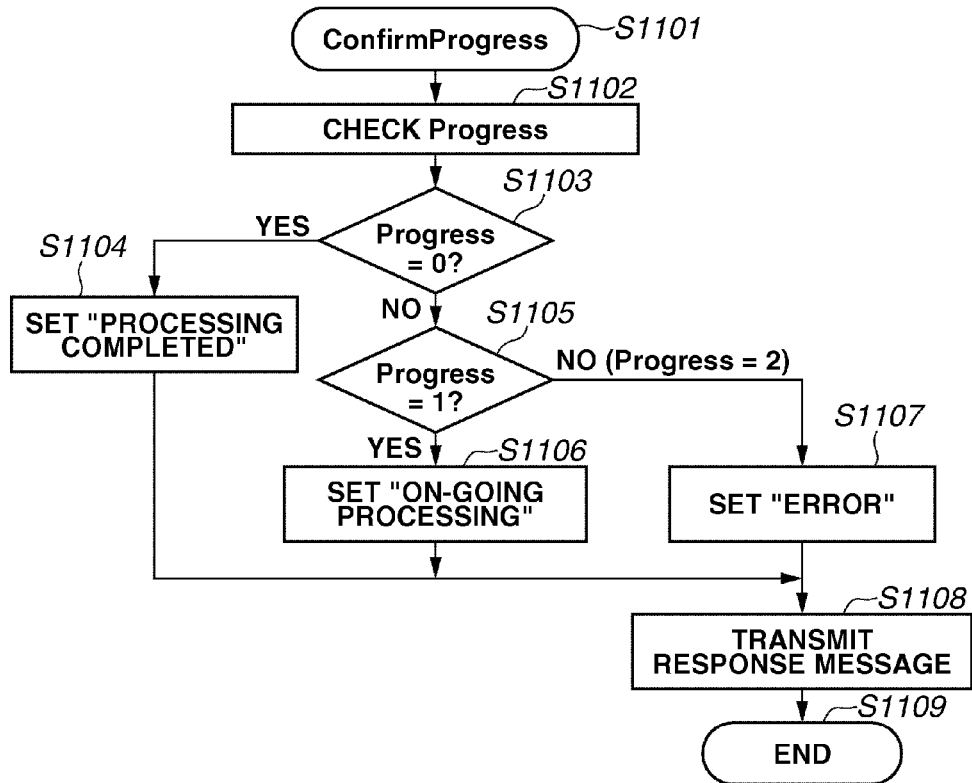 ConfirmProgress
S1101
S1102
CHECK Progress
S1103
YES
Progress
= 0?
S1104
SET "PROCESSING
COMPLETED"
NO
S1105
Progress
= 1?
NO (Progress = 2)
YES
S1106
SET "ON-GOING
PROCESSING"
S1107
SET "ERROR"
S1108
TRANSMIT
RESPONSE MESSAGE
S1109
END